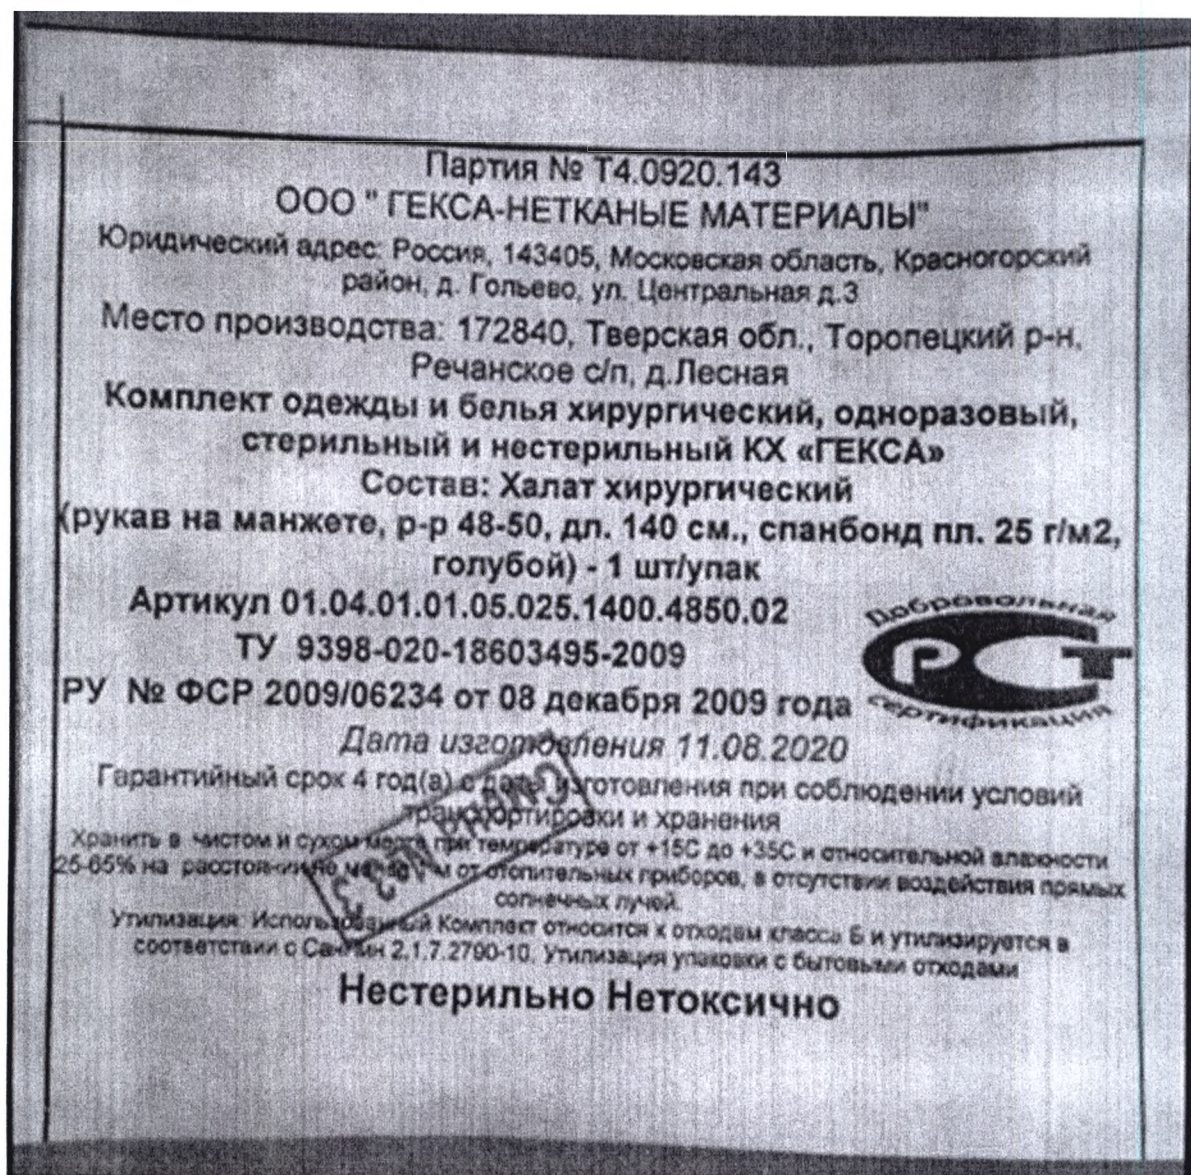 Партия № Т4.0920.143
ООО " ГЕКСА-НЕТКАНЫЕ МАТЕРИАЛЫ"
Юридический адрес: Россия, 143405, Московская область, Красногорский
район, д. Гольево, ул. Центральная д.3
Место производства: 172840, Тверская обл., Торопецкий р-н,
Речанское с/п, д.Лесная
Комплект одежды и белья хирургический, одноразовый,
стерильный и нестерильный КХ «ГЕКСА»
Состав: Халат хирургический
(рукав на манжете, р-р 48-50, дл. 140 см., спанбонд пл. 25 г/м2,
голубой) - 1 шт/упак
Артикул 01.04.01.01.05.025.1400.4850.02
ТУ 9398-020-18603495-2009
РУ № ФСР 2009/06234 от 08 декабря 2009 года
Добровольная
РСТ
сертификация
Дата изготовления 11.08.2020
Гарантийный срок 4 год(а) с даты изготовления при соблюдении условий
транспортировки и хранения
Хранить в чистом и сухом месте при температуре от +15С до +35С и относительной влажности
25-65% на расстоянии не менее м от отопительных приборов, в отсутствии воздействия прямых
солнечных лучей.
Утилизация: Использованный Комплект относится к отходам класса Б и утилизируется в
соответствии с СанПин 2.1.7.2790-10. Утилизация упаковки с бытовыми отходами
Нестерильно Нетоксично